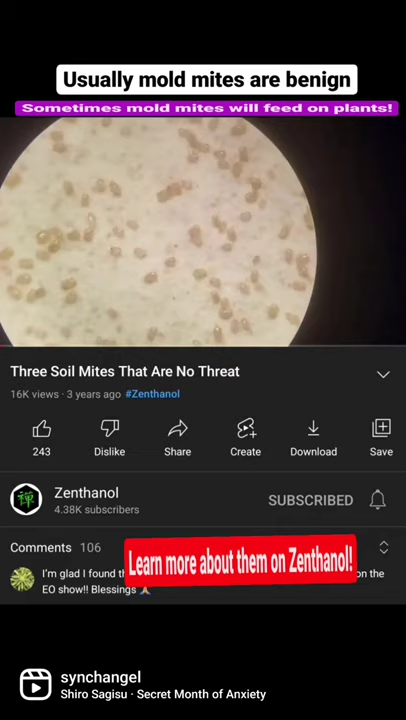 Usually mold mites are benign
Sometimes mold mites will feed on plants!
Three Soil Mites That Are No Threat
16K views · 3 years ago #Zenthanol
243 Dislike Share Create Download Save
禅
Zenthanol
SUBSCRIBED
4.38K subscribers
Comments 106
Learn more about them on Zenthanol!
I'm glad I found th on the
EO show!! Blessings 🙏
synchangel
Shiro Sagisu · Secret Month of Anxiety